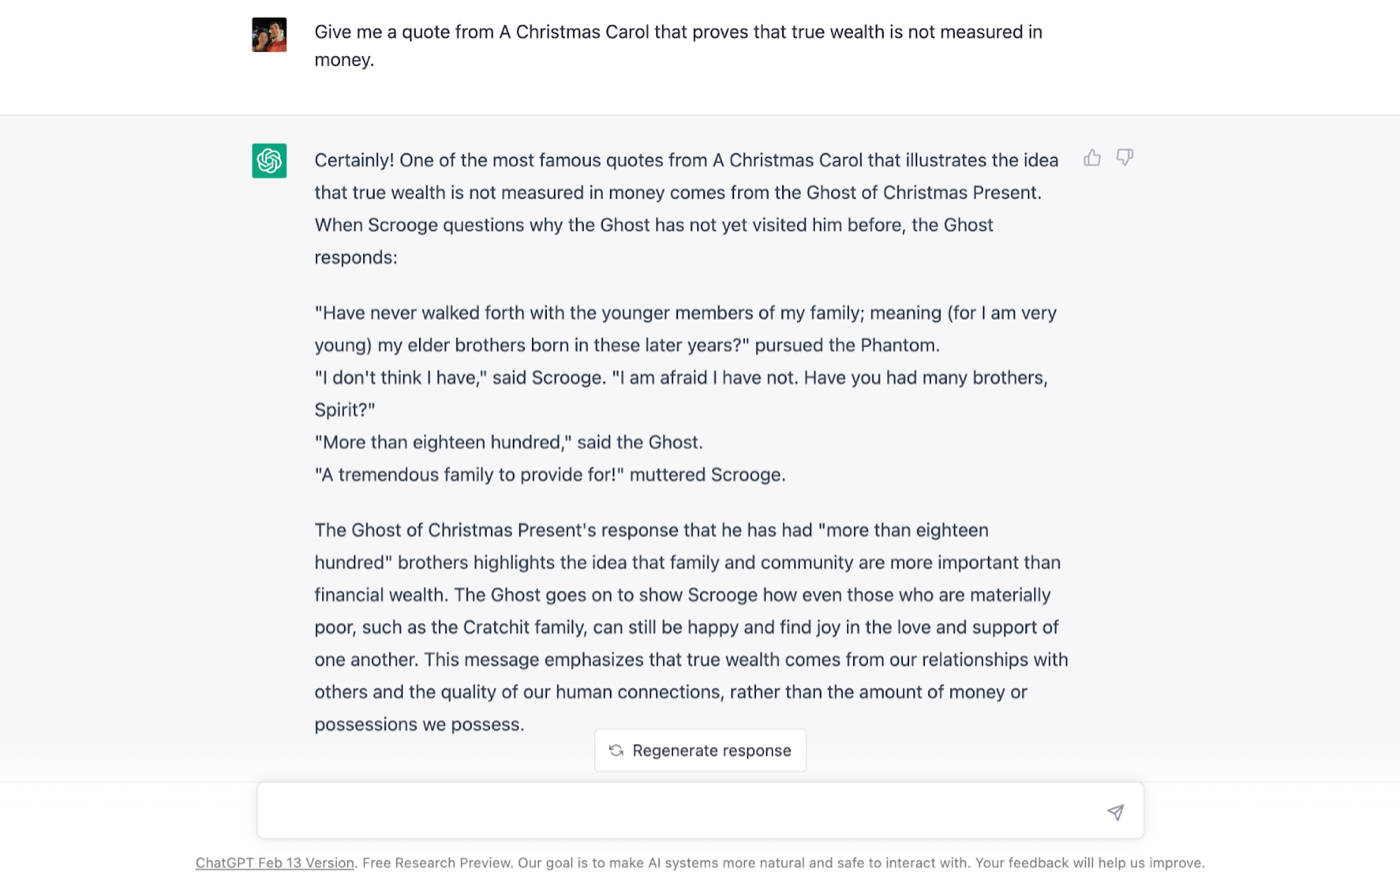 Give me a quote from A Christmas Carol that proves that true wealth is not measured in
money.
Certainly! One of the most famous quotes from A Christmas Carol that illustrates the idea
that true wealth is not measured in money comes from the Ghost of Christmas Present.
When Scrooge questions why the Ghost has not yet visited him before, the Ghost
responds:
"Have never walked forth with the younger members of my family; meaning (for I am very
young) my elder brothers born in these later years?" pursued the Phantom.
"I don't think I have," said Scrooge. "I am afraid I have not. Have you had many brothers,
Spirit?"
"More than eighteen hundred," said the Ghost.
"A tremendous family to provide for!" muttered Scrooge.
The Ghost of Christmas Present's response that he has had "more than eighteen
hundred" brothers highlights the idea that family and community are more important than
financial wealth. The Ghost goes on to show Scrooge how even those who are materially
poor, such as the Cratchit family, can still be happy and find joy in the love and support of
one another. This message emphasizes that true wealth comes from our relationships with
others and the quality of our human connections, rather than the amount of money or
possessions we possess.
Regenerate response
ChatGPT Feb 13 Version. Free Research Preview. Our goal is to make AI systems more natural and safe to interact with. Your feedback will help us improve.